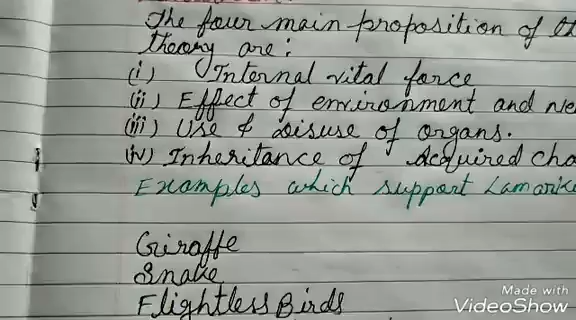 The four main proposition of
theory are:
(i) Internal vital force
(ii) Effect of environment and
(iii) Use & disuse of organs.
(iv) Inheritance of Acquired
Examples which support
Giraffe
Snake
Flightless Birds
Made with
VideoShow